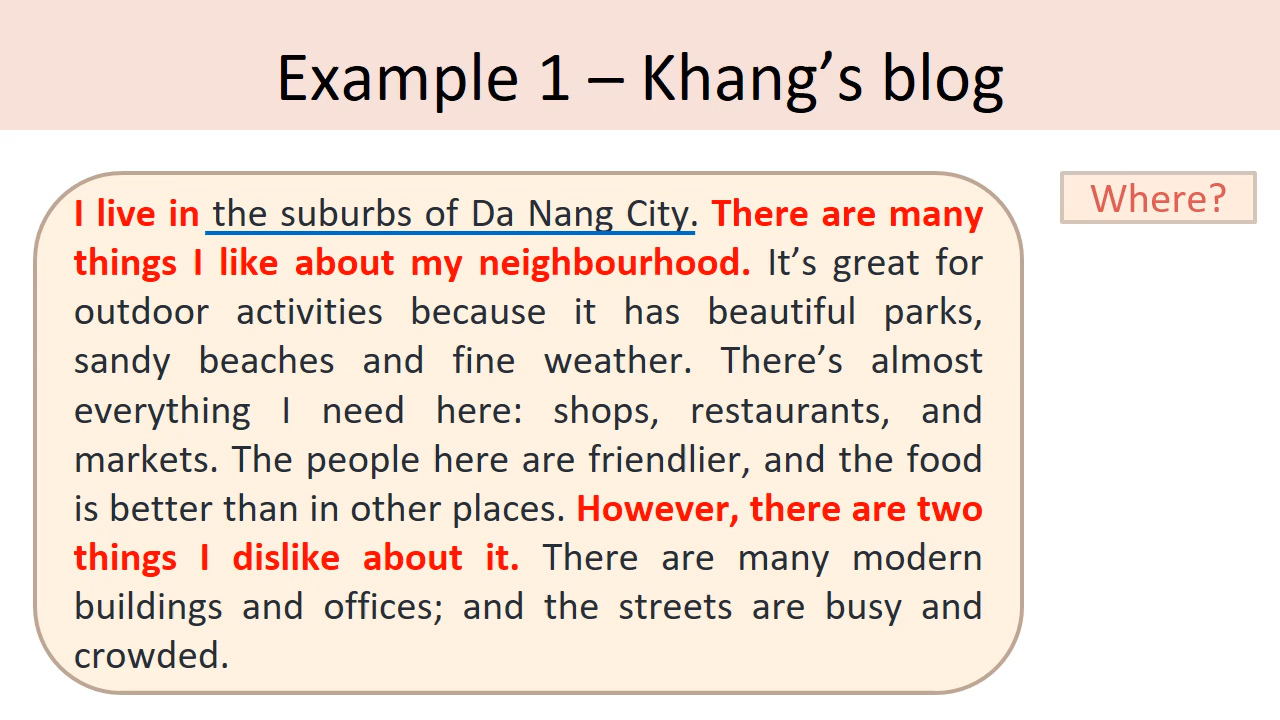 Example 1 – Khang’s blog
Where?
I live in the suburbs of Da Nang City. There are many
things I like about my neighbourhood. It’s great for
outdoor activities because it has beautiful parks,
sandy beaches and fine weather. There’s almost
everything I need here: shops, restaurants, and
markets. The people here are friendlier, and the food
is better than in other places. However, there are two
things I dislike about it. There are many modern
buildings and offices; and the streets are busy and
crowded.